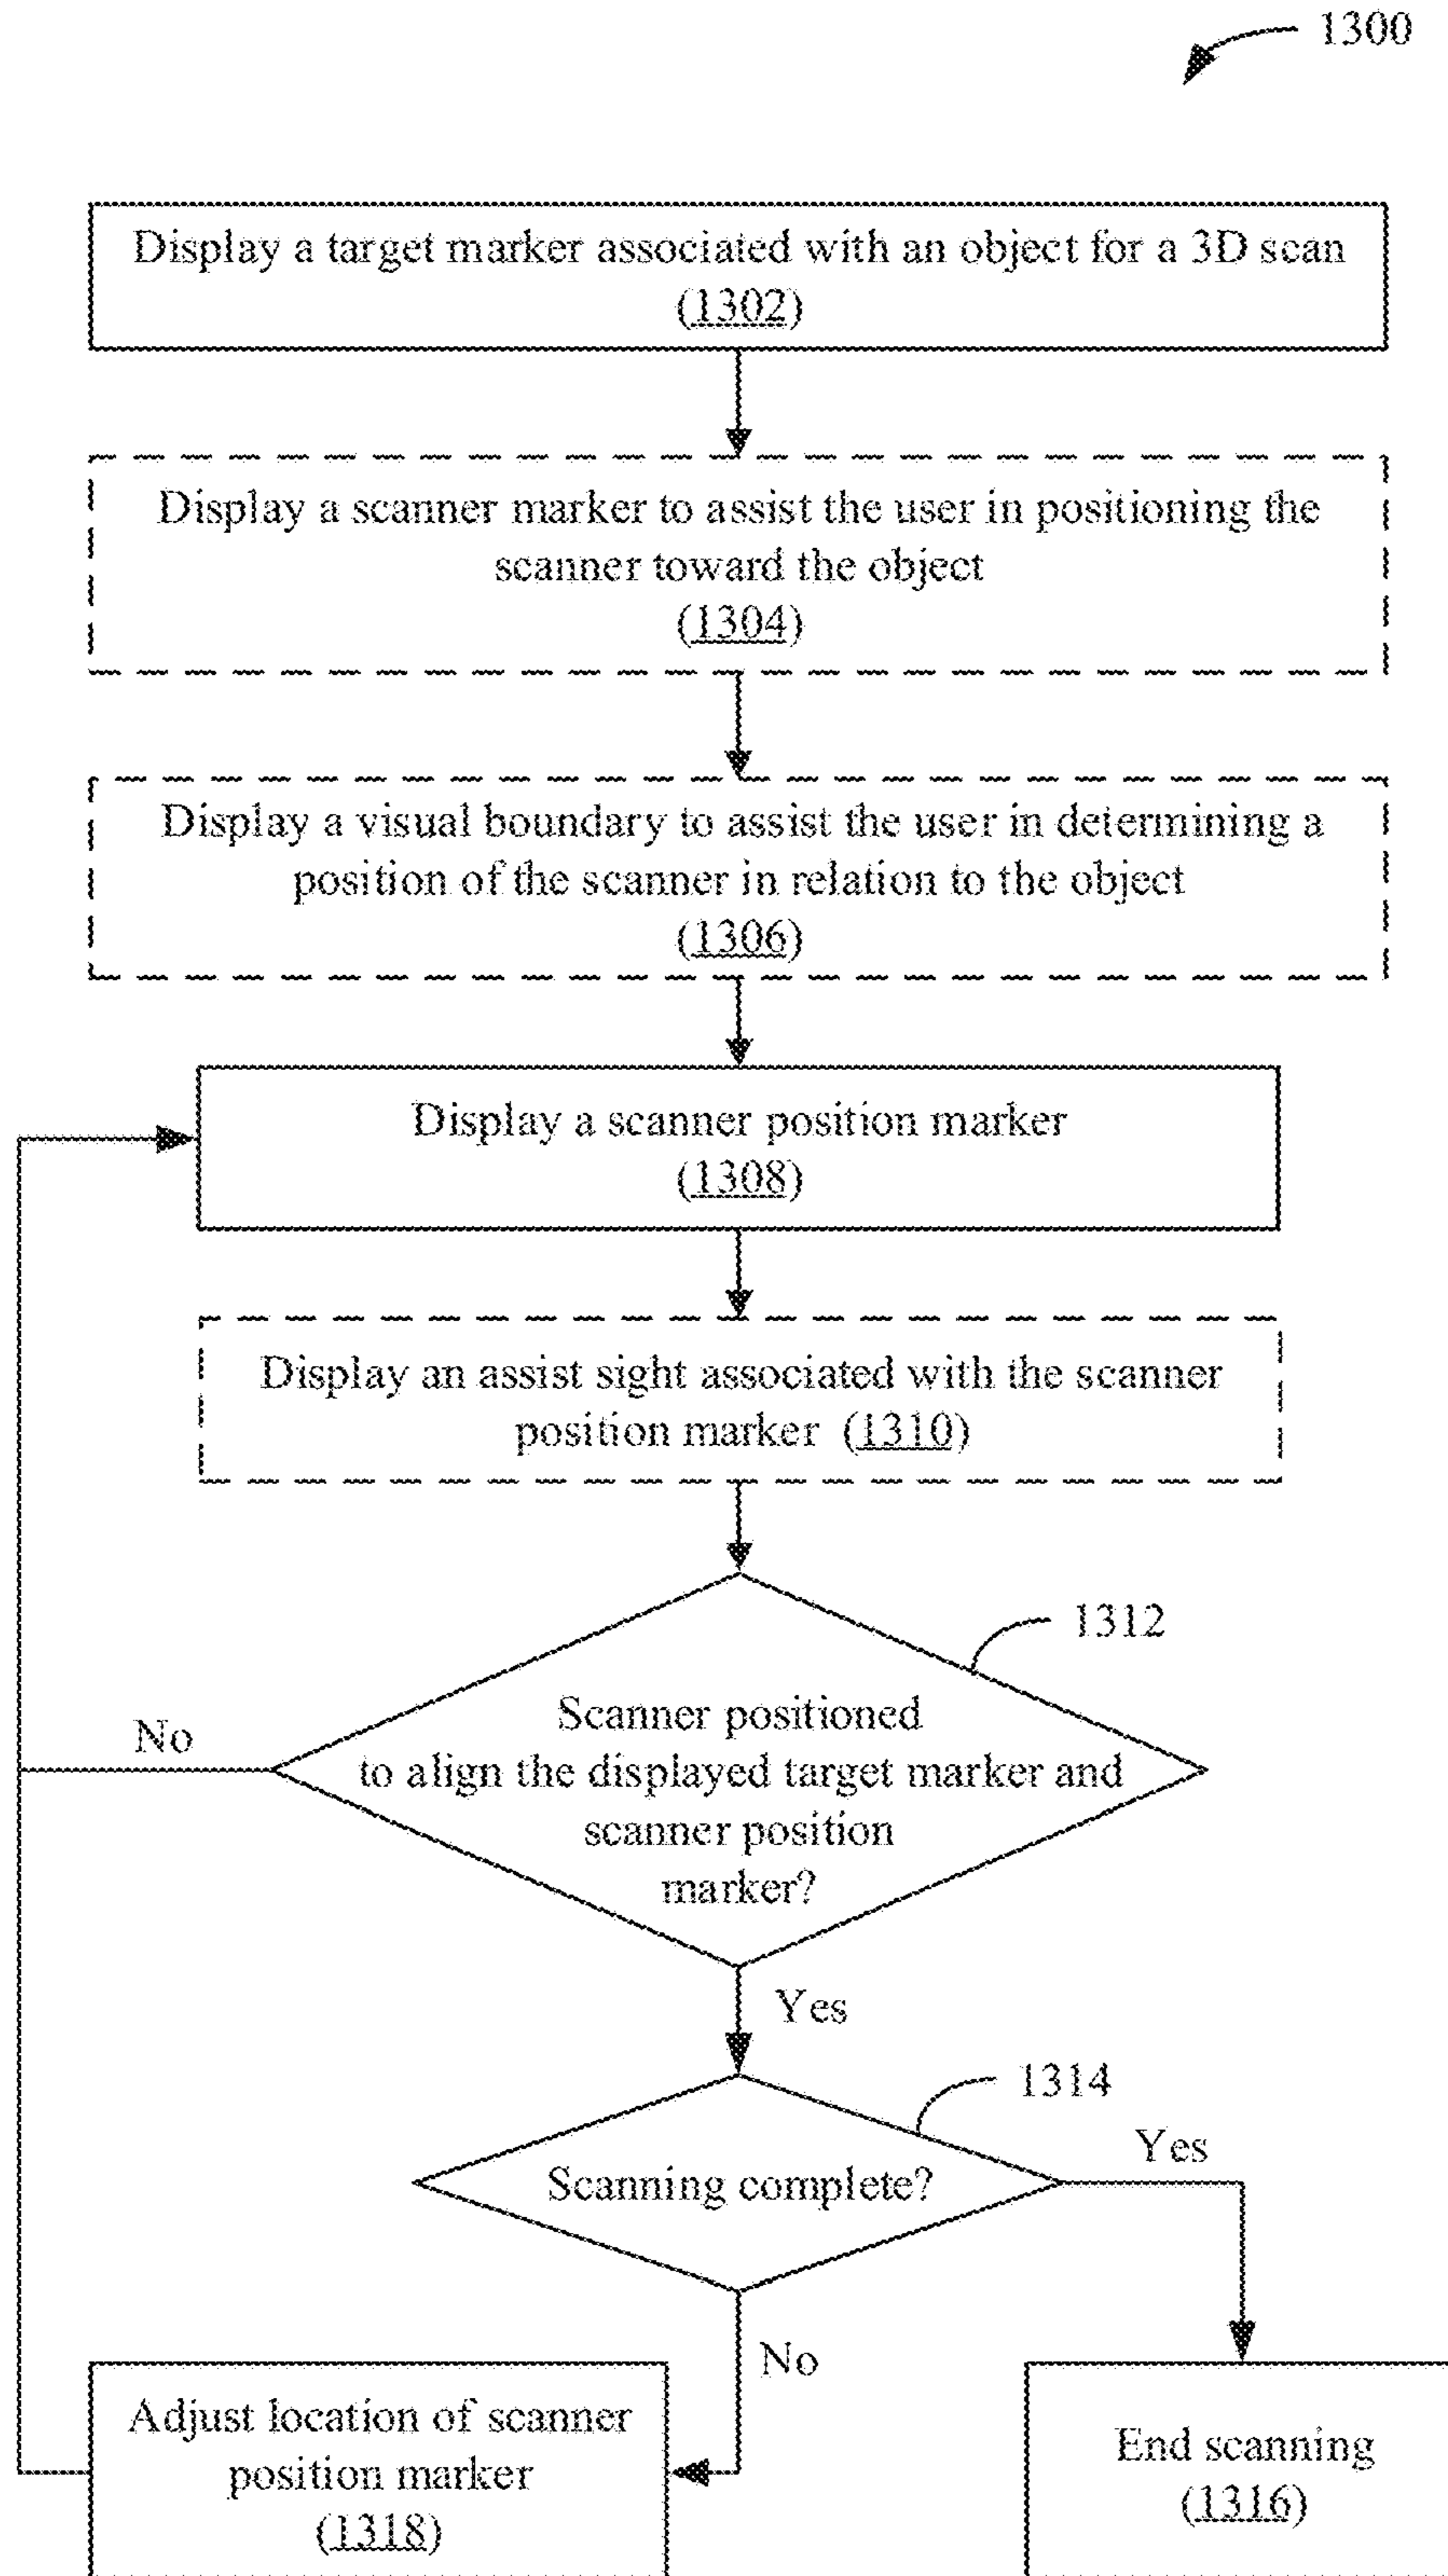 1300
Display a target marker associated with an object for a 3D scan
(1302)
Display a scanner marker to assist the user in positioning the
scanner toward the object
(1304)
Display a visual boundary to assist the user in determining a
position of the scanner in relation to the object
(1306)
Display a scanner position marker
(1308)
Display an assist sight associated with the scanner
position marker (1310)
1312
Scanner positioned
to align the displayed target marker and
scanner position
marker?
No
Yes
1314
Scanning complete?
Yes
No
Adjust location of scanner
position marker
(1318)
End scanning
(1316)